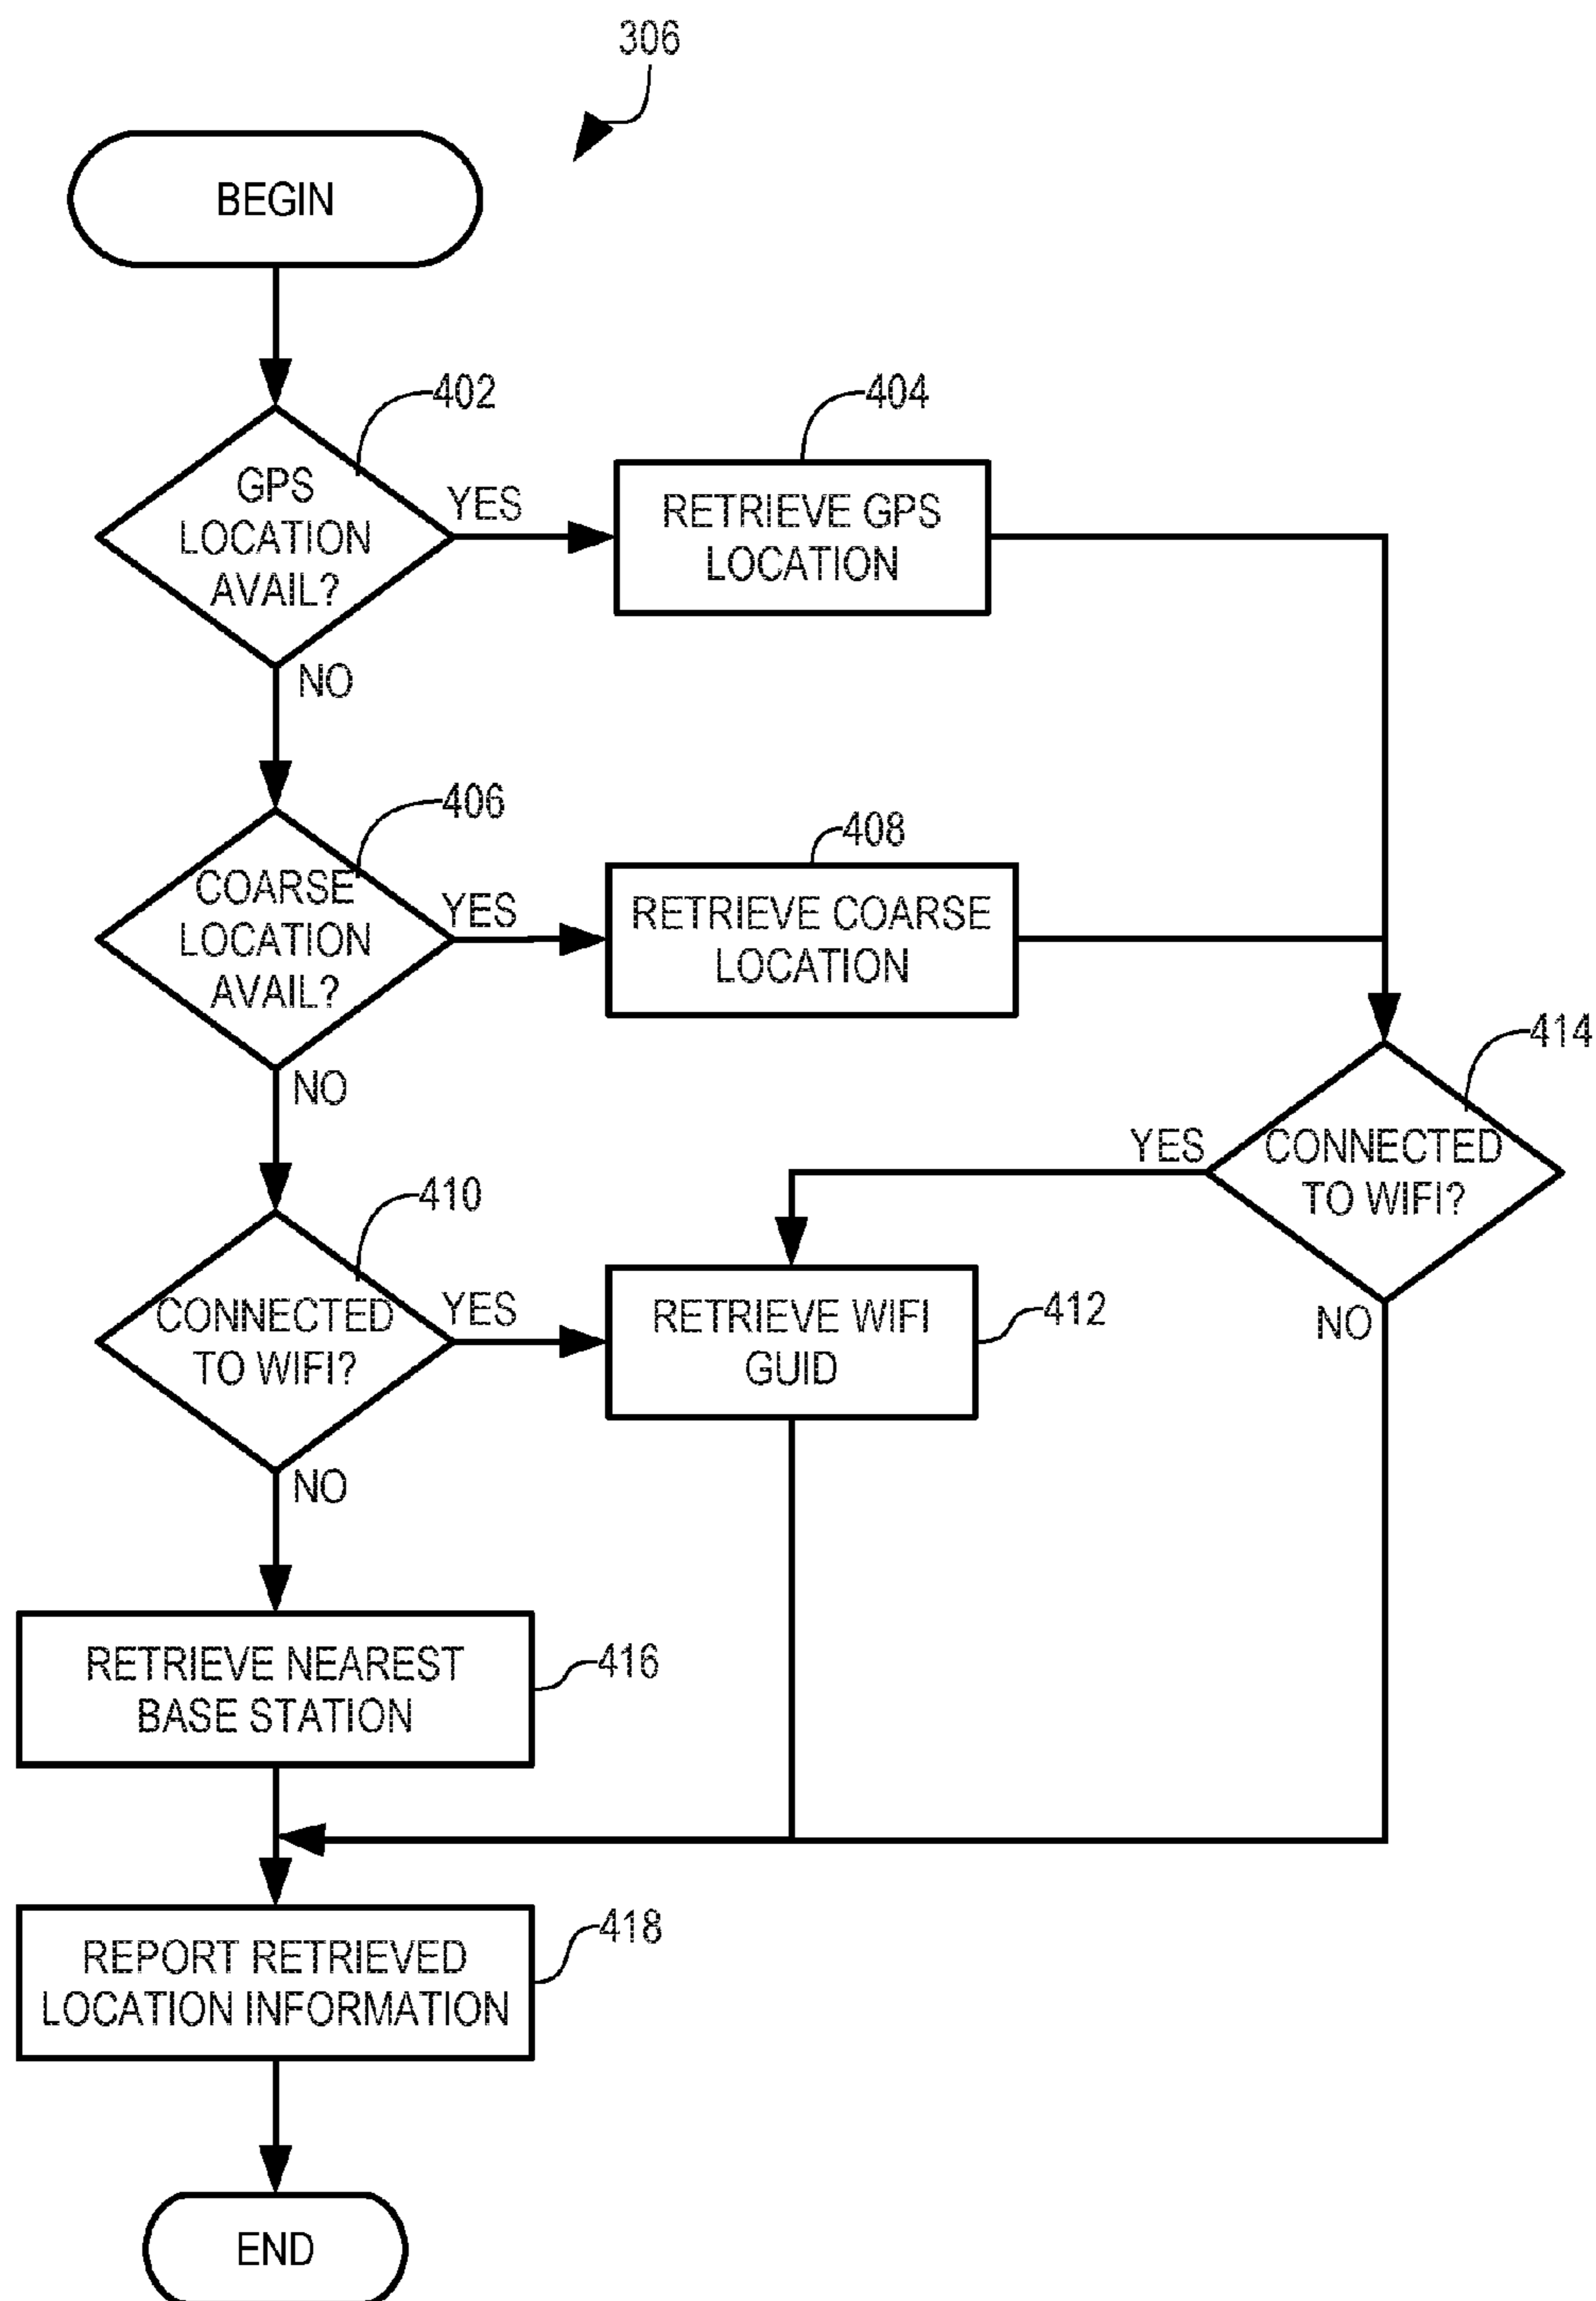 306
BEGIN
402
GPS
LOCATION
AVAIL?
YES
404
RETRIEVE GPS
LOCATION
NO
406
COARSE
LOCATION
AVAIL?
YES
408
RETRIEVE COARSE
LOCATION
NO
414
CONNECTED
TO WIFI?
YES
NO
410
CONNECTED
TO WIFI?
YES
412
RETRIEVE WIFI
GUID
NO
416
RETRIEVE NEAREST
BASE STATION
418
REPORT RETRIEVED
LOCATION INFORMATION
END